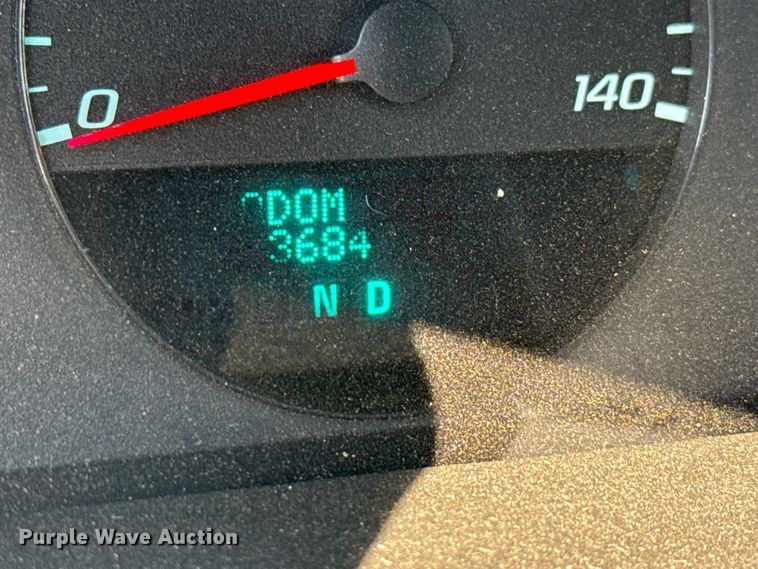 0
140
ODOM
3684
N D
Purple Wave Auction